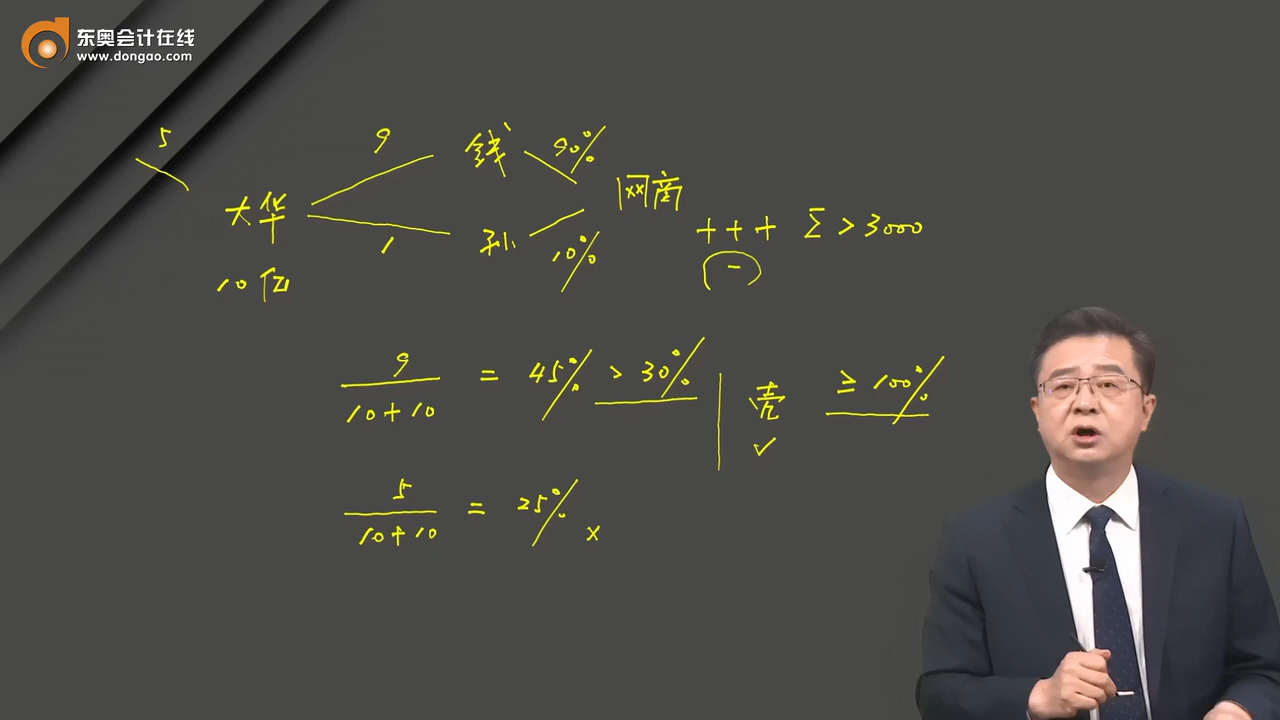 东奥会计在线
www.dongao.com
5
9 钱 90%
大华 网商
1 孙 10%
+++ Σ > 3000
(-)
10亿
9/(10+10) = 45% > 30% | 壳 ≥ 100%
✓
5/(10+10) = 25% ×